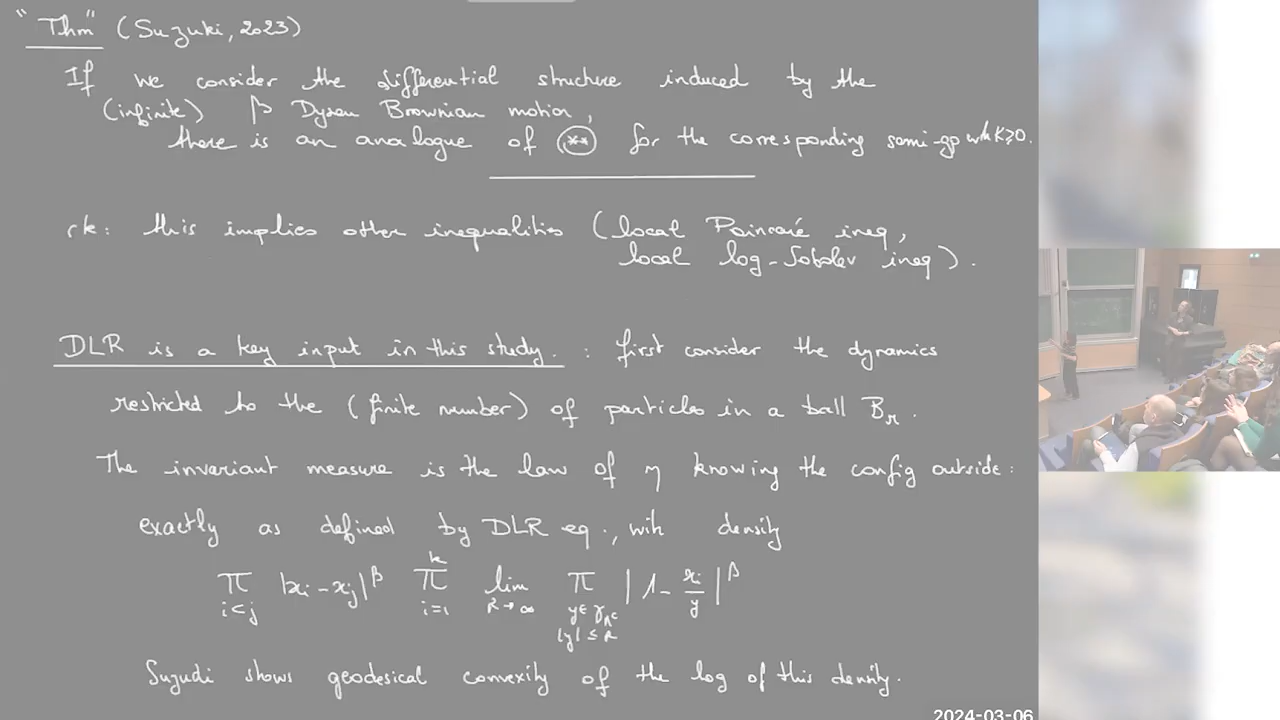 "Thm" (Suzuki, 2023)
If we consider the differential structure induced by the
(infinite) β Dyson Brownian motion,
there is an analogue of (**) for the corresponding semi-gp wh K≥0.
rk: this implies other inequalities (local Poincaré ineq,
local log-Sobolev ineq).
DLR is a key input in this study. : first consider the dynamics
restricted to the (finite number) of particles in a ball B_r.
The invariant measure is the law of η knowing the config outside:
exactly as defined by DLR eq., with density
∏_{i<j} |x_i - x_j|^β ∏_{i=1}^{k} lim_{R→∞} ∏_{y∈γ_{Λ^c}, |y|≤R} |1 - x_i/y|^β
Suzudi shows geodesical convexity of the log of this density.
2024-03-06